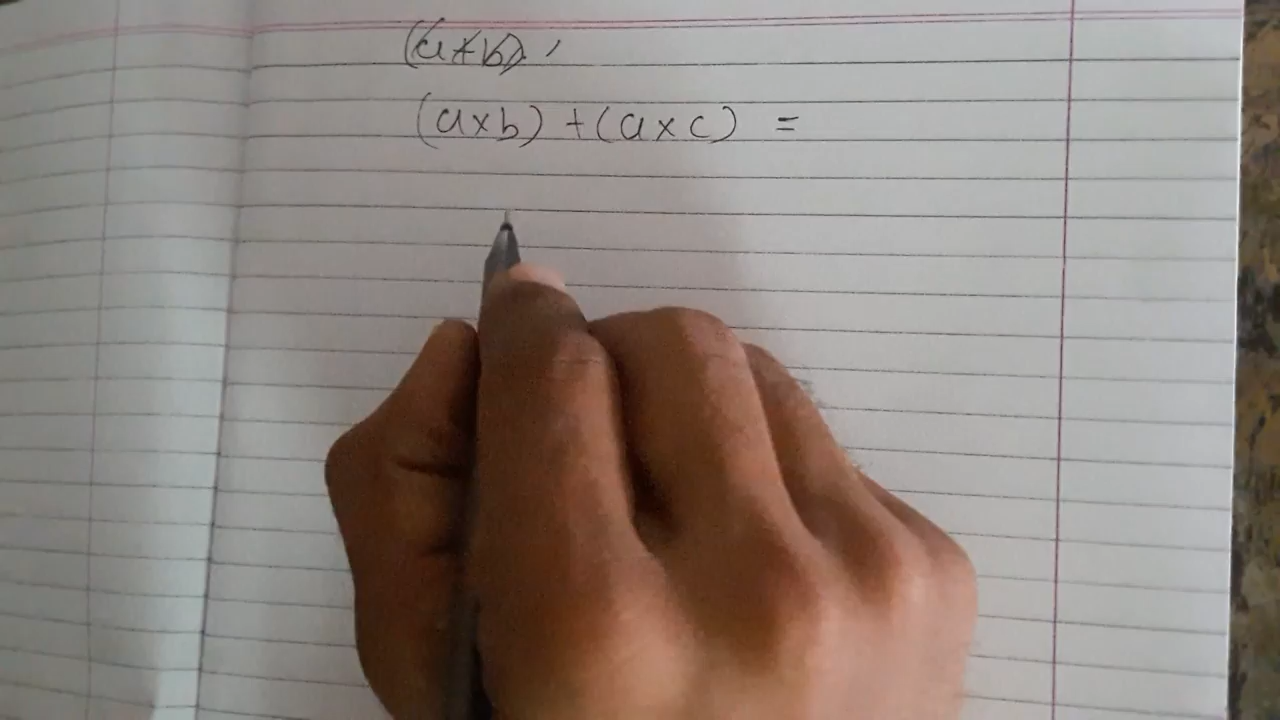 (a×b) + (a×c) =